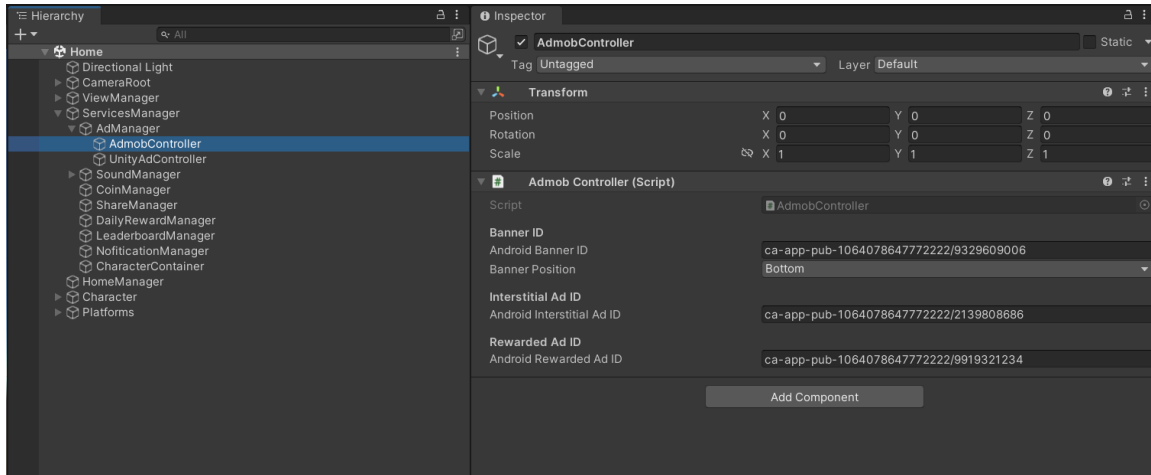 Hierarchy
All
Home
Directional Light
CameraRoot
ViewManager
ServicesManager
AdManager
AdmobController
UnityAdController
SoundManager
CoinManager
ShareManager
DailyRewardManager
LeaderboardManager
NofiticationManager
CharacterContainer
HomeManager
Character
Platforms
Inspector
AdmobController
Static
Tag Untagged Layer Default
Transform
Position X 0 Y 0 Z 0
Rotation X 0 Y 0 Z 0
Scale X 1 Y 1 Z 1
# Admob Controller (Script)
Script AdmobController
Banner ID
Android Banner ID ca-app-pub-1064078647772222/9329609006
Banner Position Bottom
Interstitial Ad ID
Android Interstitial Ad ID ca-app-pub-1064078647772222/2139808686
Rewarded Ad ID
Android Rewarded Ad ID ca-app-pub-1064078647772222/9919321234
Add Component